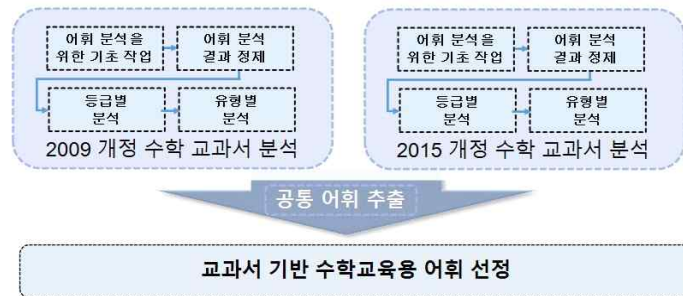 어휘 분석을
위한 기초 작업
어휘 분석
결과 정제
등급별
분석
유형별
분석
2009 개정 수학 교과서 분석
어휘 분석을
위한 기초 작업
어휘 분석
결과 정제
등급별
분석
유형별
분석
2015 개정 수학 교과서 분석
공통 어휘 추출
교과서 기반 수학교육용 어휘 선정